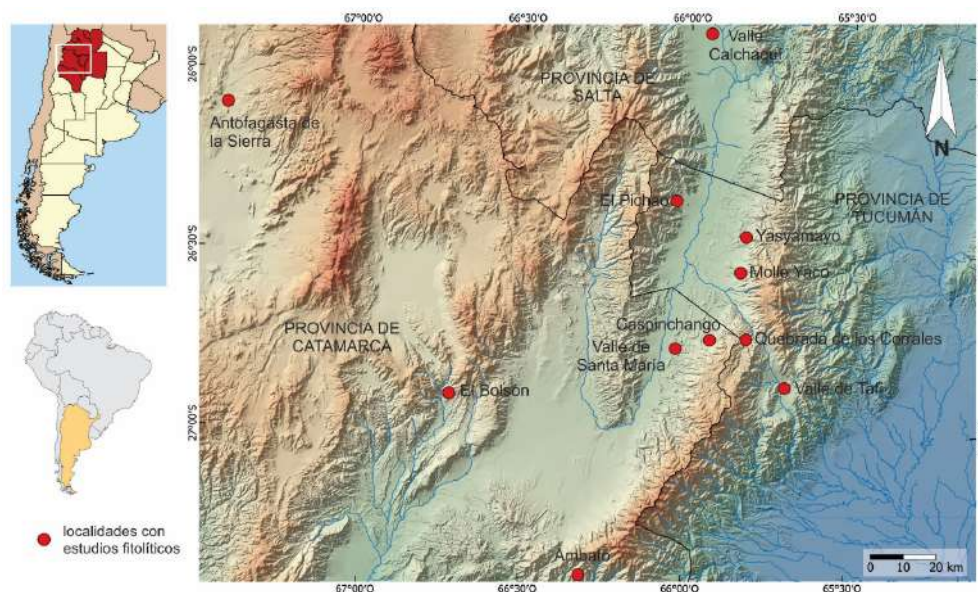 67°00'W
66°30'W
66°00'W
65°30'W
26°00'S
26°30'S
27°00'S
Valle
Calchaquí
PROVINCIA DE
SALTA
Antofagasta de
la Sierra
N
El Pichao
PROVINCIA DE
TUCUMÁN
Yasyamayo
Molle Yaco
PROVINCIA DE
CATAMARCA
Caspinchango
Quebrada de los Corrales
Valle de
Santa María
El Bolsón
Valle de Tafí
Ambato
0 10 20 km
67°00'W
66°30'W
66°00'W
65°30'W
localidades con
estudios fitolíticos